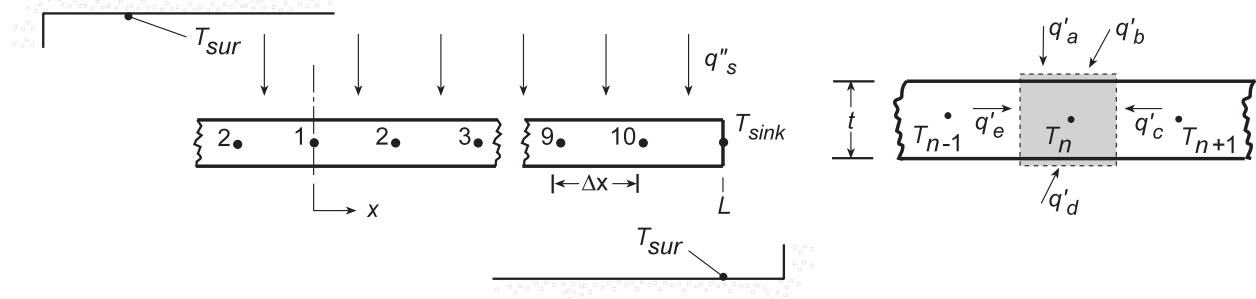 T_sur
q"_s
2 1 2 3 9 10
T_sink
Δx
x
L
T_sur
q'_a q'_b
t
T_n-1 q'_e T_n q'_c T_n+1
q'_d